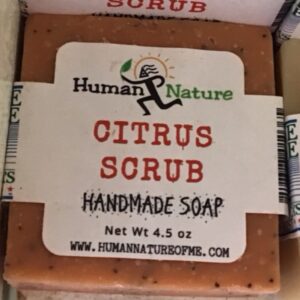 SCRUB
Human Nature
CITRUS
SCRUB
HANDMADE SOAP
Net Wt 4.5 oz
WWW.HUMANNATUREOFME.COM